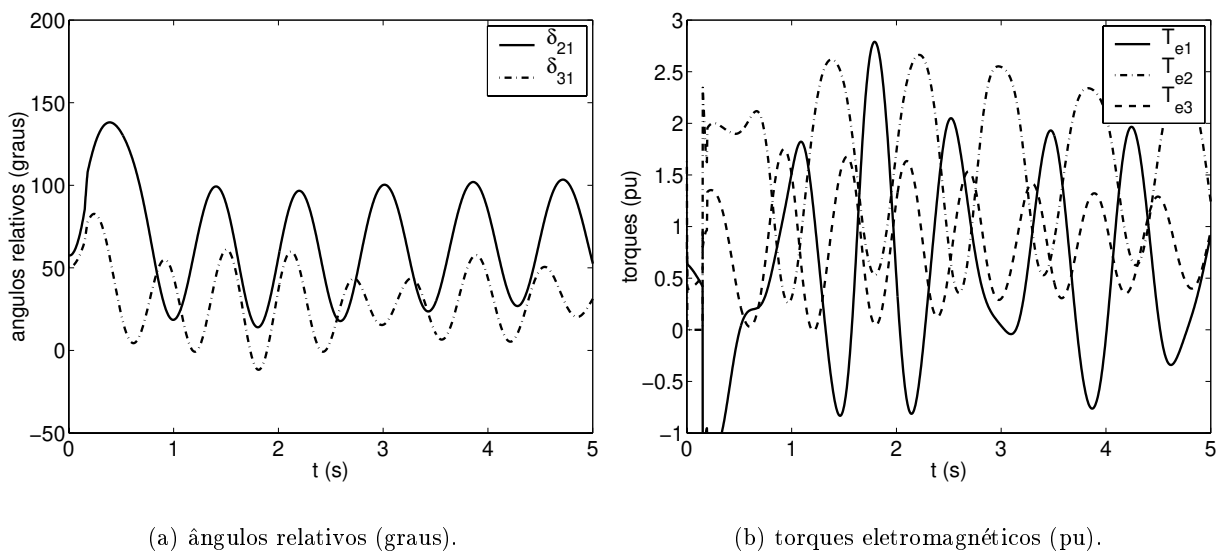 200
150
100
50
0
−50
0
1
2
3
4
5
ângulos relativos (graus)
t (s)
δ21
δ31
3
2.5
2
1.5
1
0.5
0
−0.5
−1
0
1
2
3
4
5
torques (pu)
t (s)
Te1
Te2
Te3
(a) ângulos relativos (graus).
(b) torques eletromagnéticos (pu).